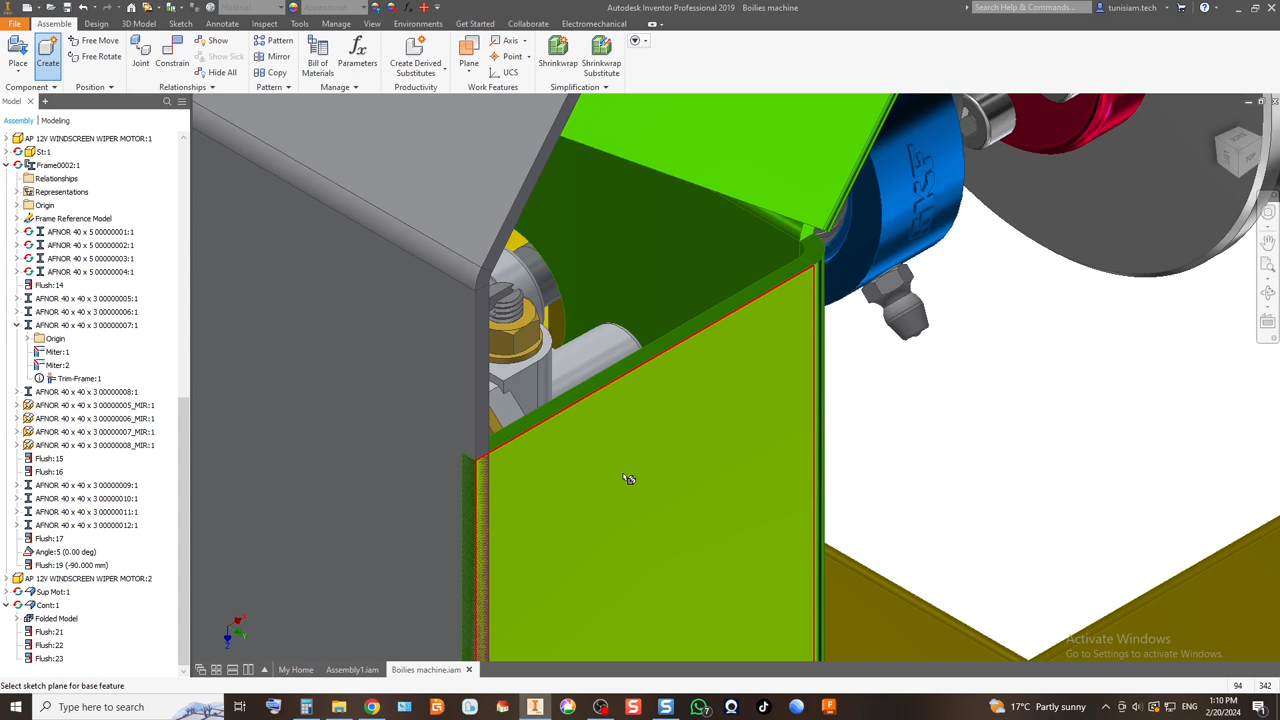 Autodesk Inventor Professional 2019   Boilies machine
Search Help & Commands...
tunisiam.tech
Material
Appearance
File
Assemble
Design
3D Model
Sketch
Annotate
Inspect
Tools
Manage
View
Environments
Get Started
Collaborate
Electromechanical
Place
Create
Free Move
Free Rotate
Joint
Constrain
Show
Show Sick
Hide All
Pattern
Mirror
Copy
Bill of
Materials
Parameters
Create Derived
Substitutes
Plane
Axis
Point
UCS
Shrinkwrap
Shrinkwrap
Substitute
Component
Position
Relationships
Pattern
Manage
Productivity
Work Features
Simplification
Model
Assembly
Modeling
AP 12V WINDSCREEN WIPER MOTOR:1
St:1
Frame0002:1
Relationships
Representations
Origin
Frame Reference Model
AFNOR 40 x 5 00000001:1
AFNOR 40 x 5 00000002:1
AFNOR 40 x 5 00000003:1
AFNOR 40 x 5 00000004:1
Flush:14
AFNOR 40 x 40 x 3 00000005:1
AFNOR 40 x 40 x 3 00000006:1
AFNOR 40 x 40 x 3 00000007:1
Origin
Miter:1
Miter:2
Trim-Frame:1
AFNOR 40 x 40 x 3 00000008:1
AFNOR 40 x 40 x 3 00000005_MIR:1
AFNOR 40 x 40 x 3 00000006_MIR:1
AFNOR 40 x 40 x 3 00000007_MIR:1
AFNOR 40 x 40 x 3 00000008_MIR:1
Flush:15
Flush:16
AFNOR 40 x 40 x 3 00000009:1
AFNOR 40 x 40 x 3 00000010:1
AFNOR 40 x 40 x 3 00000011:1
AFNOR 40 x 40 x 3 00000012:1
Flush:17
Angle:5 (0.00 deg)
Flush:19 (-90.000 mm)
AP 12V WINDSCREEN WIPER MOTOR:2
Sup Mot:1
Cont:1
Folded Model
Flush:21
Flush:22
Flush:23
SKF
Activate Windows
Go to Settings to activate Windows.
My Home
Assembly1.iam
Boilies machine.iam
Select sketch plane for base feature
94
342
Type here to search
17°C Partly sunny
1:10 PM
2/20/2024